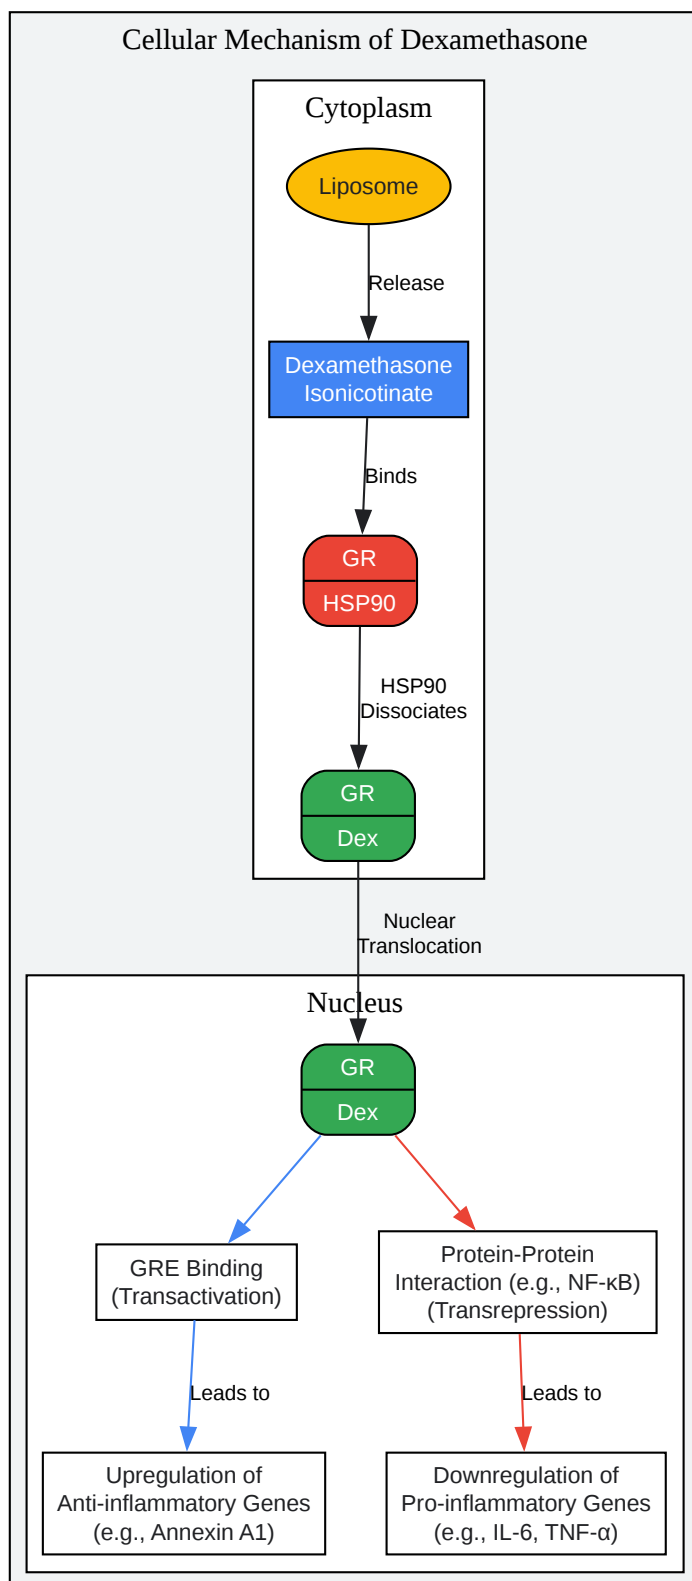 Cellular Mechanism of Dexamethasone
Cytoplasm
Liposome
Release
Dexamethasone
Isonicotinate
Binds
GR
HSP90
HSP90
Dissociates
GR
Dex
Nuclear
Translocation
Nucleus
GR
Dex
GRE Binding
(Transactivation)
Protein-Protein
Interaction (e.g., NF-κB)
(Transrepression)
Leads to
Leads to
Upregulation of
Anti-inflammatory Genes
(e.g., Annexin A1)
Downregulation of
Pro-inflammatory Genes
(e.g., IL-6, TNF-α)